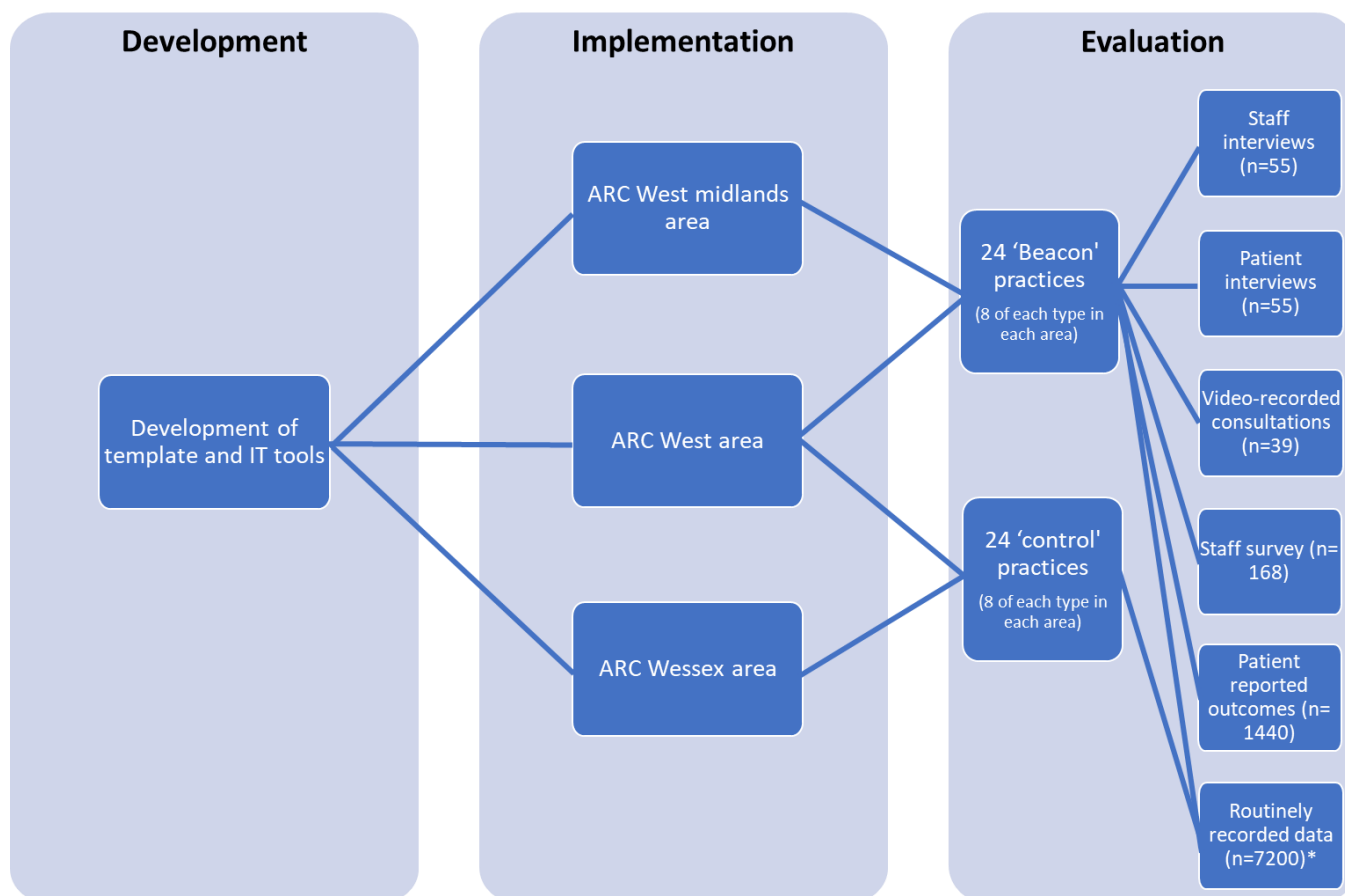 Development
Implementation
Evaluation
Development of
template and IT tools
ARC West midlands
area
ARC West area
ARC Wessex area
24 ‘Beacon'
practices
(8 of each type in
each area)
24 ‘control'
practices
(8 of each type in
each area)
Staff
interviews
(n=55)
Patient
interviews
(n=55)
Video-recorded
consultations
(n=39)
Staff survey (n=
168)
Patient
reported
outcomes (n=
1440)
Routinely
recorded data
(n=7200)*